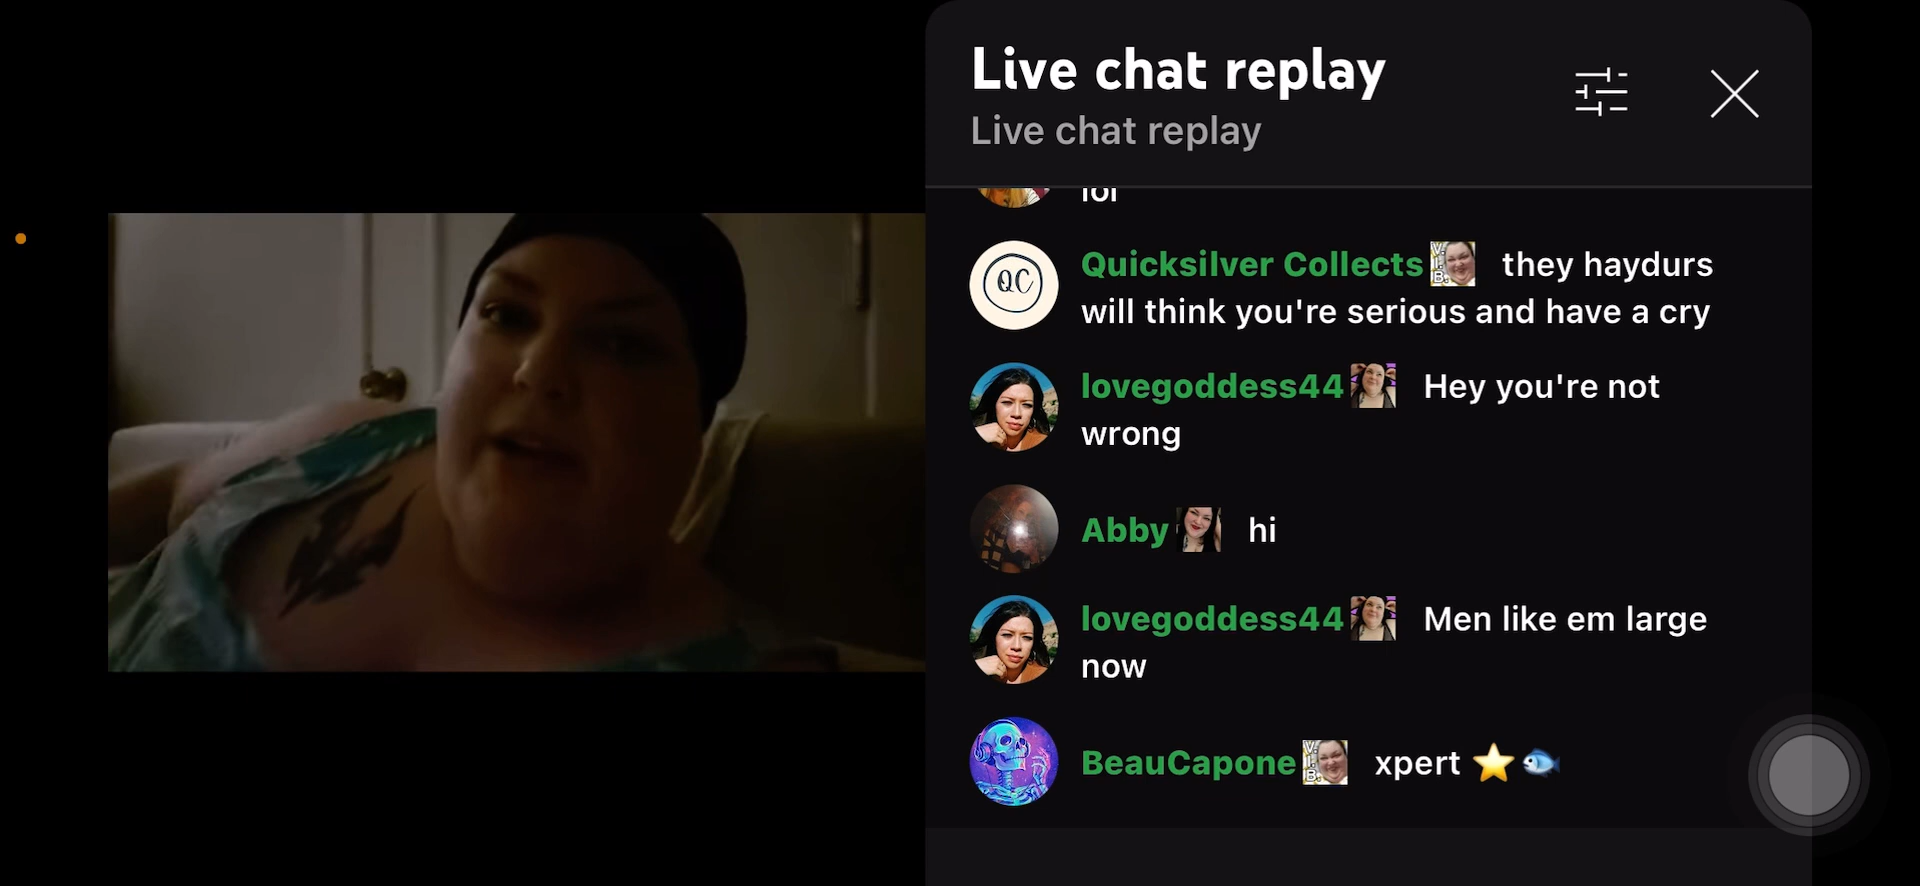 Live chat replay
Live chat replay
lol
QC
Quicksilver Collects V.I.B. they haydurs
will think you're serious and have a cry
lovegoddess44 Hey you're not
wrong
Abby hi
lovegoddess44 Men like em large
now
BeauCapone V.I.B. xpert ⭐🐟